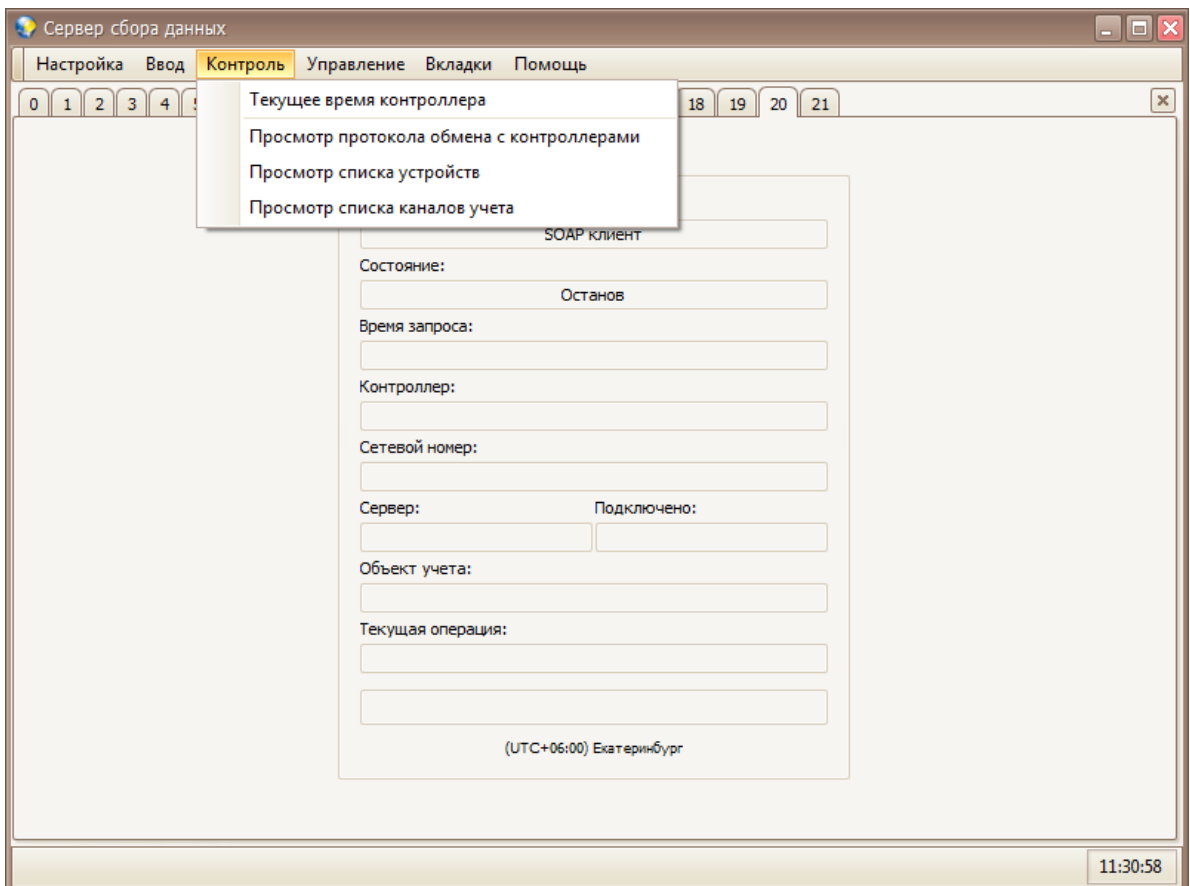 Сервер сбора данных
Настройка Ввод Контроль Управление Вкладки Помощь
0 1 2 3 4 18 19 20 21
Текущее время контроллера
Просмотр протокола обмена с контроллерами
Просмотр списка устройств
Просмотр списка каналов учета
SOAP клиент
Состояние:
Останов
Время запроса:
Контроллер:
Сетевой номер:
Сервер: Подключено:
Объект учета:
Текущая операция:
(UTC+06:00) Екатеринбург
11:30:58